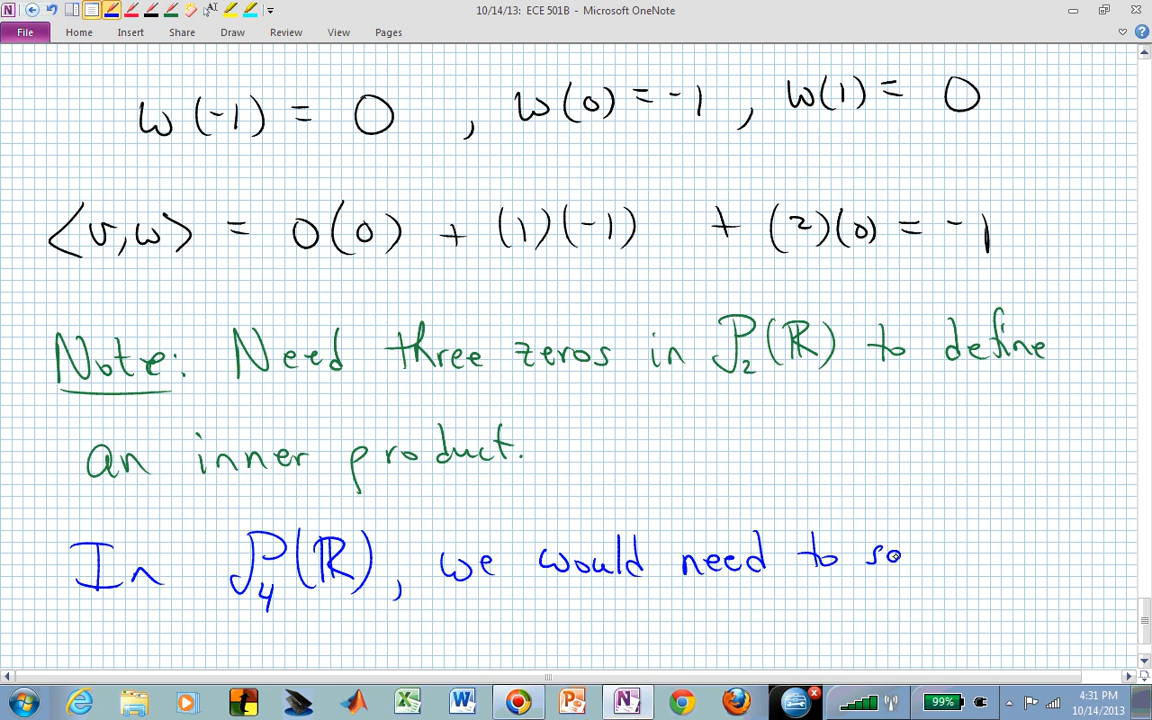 10/14/13: ECE 501B - Microsoft OneNote
File Home Insert Share Draw Review View Pages
w(-1) = 0 , w(0) = -1 , w(1) = 0
<v,w> = 0(0) + (1)(-1) + (2)(0) = -1
Note: Need three zeros in P₂(ℝ) to define
an inner product.
In P₄(ℝ), we would need to so
99%
4:31 PM
10/14/2013